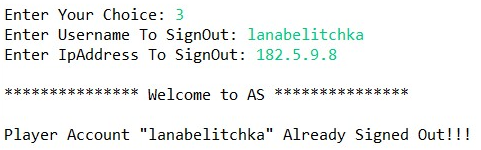 Enter Your Choice: 3
Enter Username To SignOut: lanabelitchka
Enter IpAddress To SignOut: 182.5.9.8
*************** Welcome to AS ***************
Player Account "lanabelitchka" Already Signed Out!!!